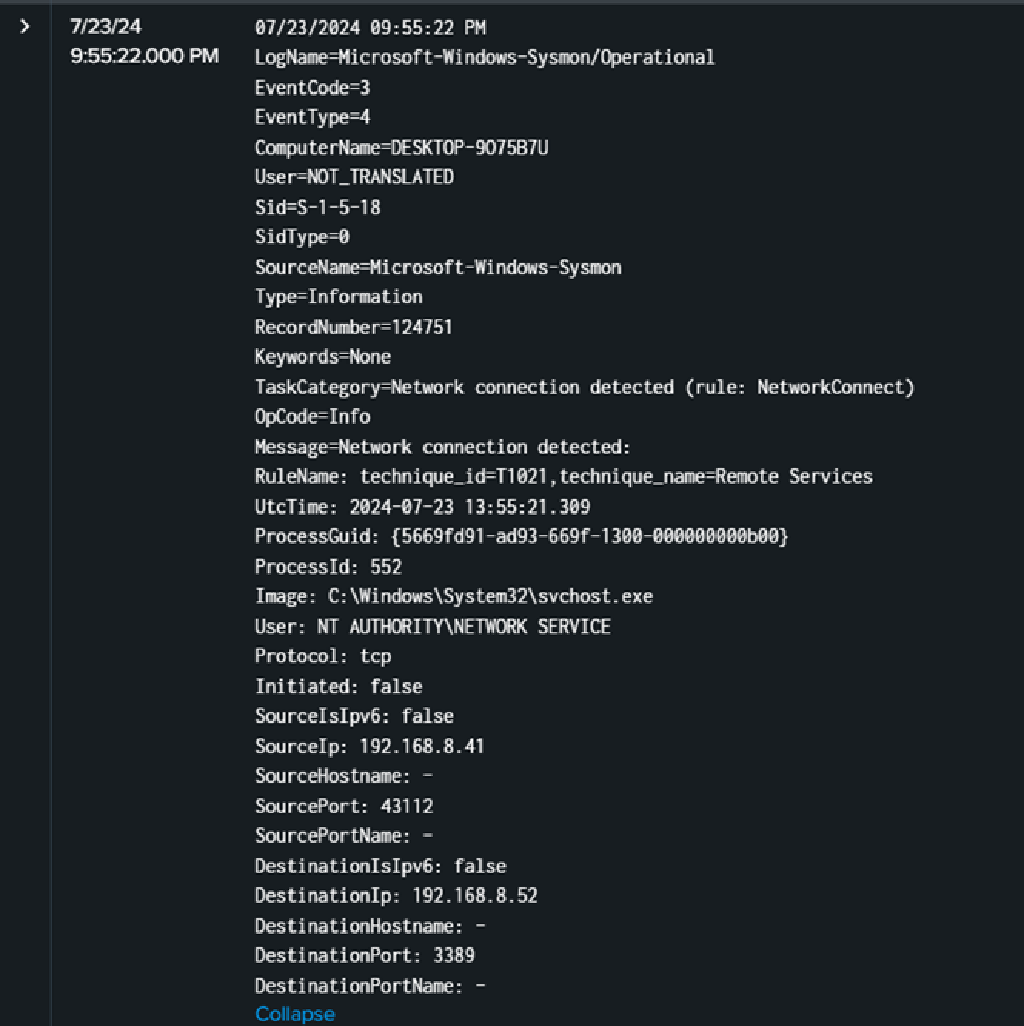 7/23/24
9:55:22.000 PM
07/23/2024 09:55:22 PM
LogName=Microsoft-Windows-Sysmon/Operational
EventCode=3
EventType=4
ComputerName=DESKTOP-9O75B7U
User=NOT_TRANSLATED
Sid=S-1-5-18
SidType=0
SourceName=Microsoft-Windows-Sysmon
Type=Information
RecordNumber=124751
Keywords=None
TaskCategory=Network connection detected (rule: NetworkConnect)
OpCode=Info
Message=Network connection detected:
RuleName: technique_id=T1021,technique_name=Remote Services
UtcTime: 2024-07-23 13:55:21.309
ProcessGuid: {5669fd91-ad93-669f-1300-000000000b00}
ProcessId: 552
Image: C:\Windows\System32\svchost.exe
User: NT AUTHORITY\NETWORK SERVICE
Protocol: tcp
Initiated: false
SourceIsIpv6: false
SourceIp: 192.168.8.41
SourceHostname: -
SourcePort: 43112
SourcePortName: -
DestinationIsIpv6: false
DestinationIp: 192.168.8.52
DestinationHostname: -
DestinationPort: 3389
DestinationPortName: -
Collapse